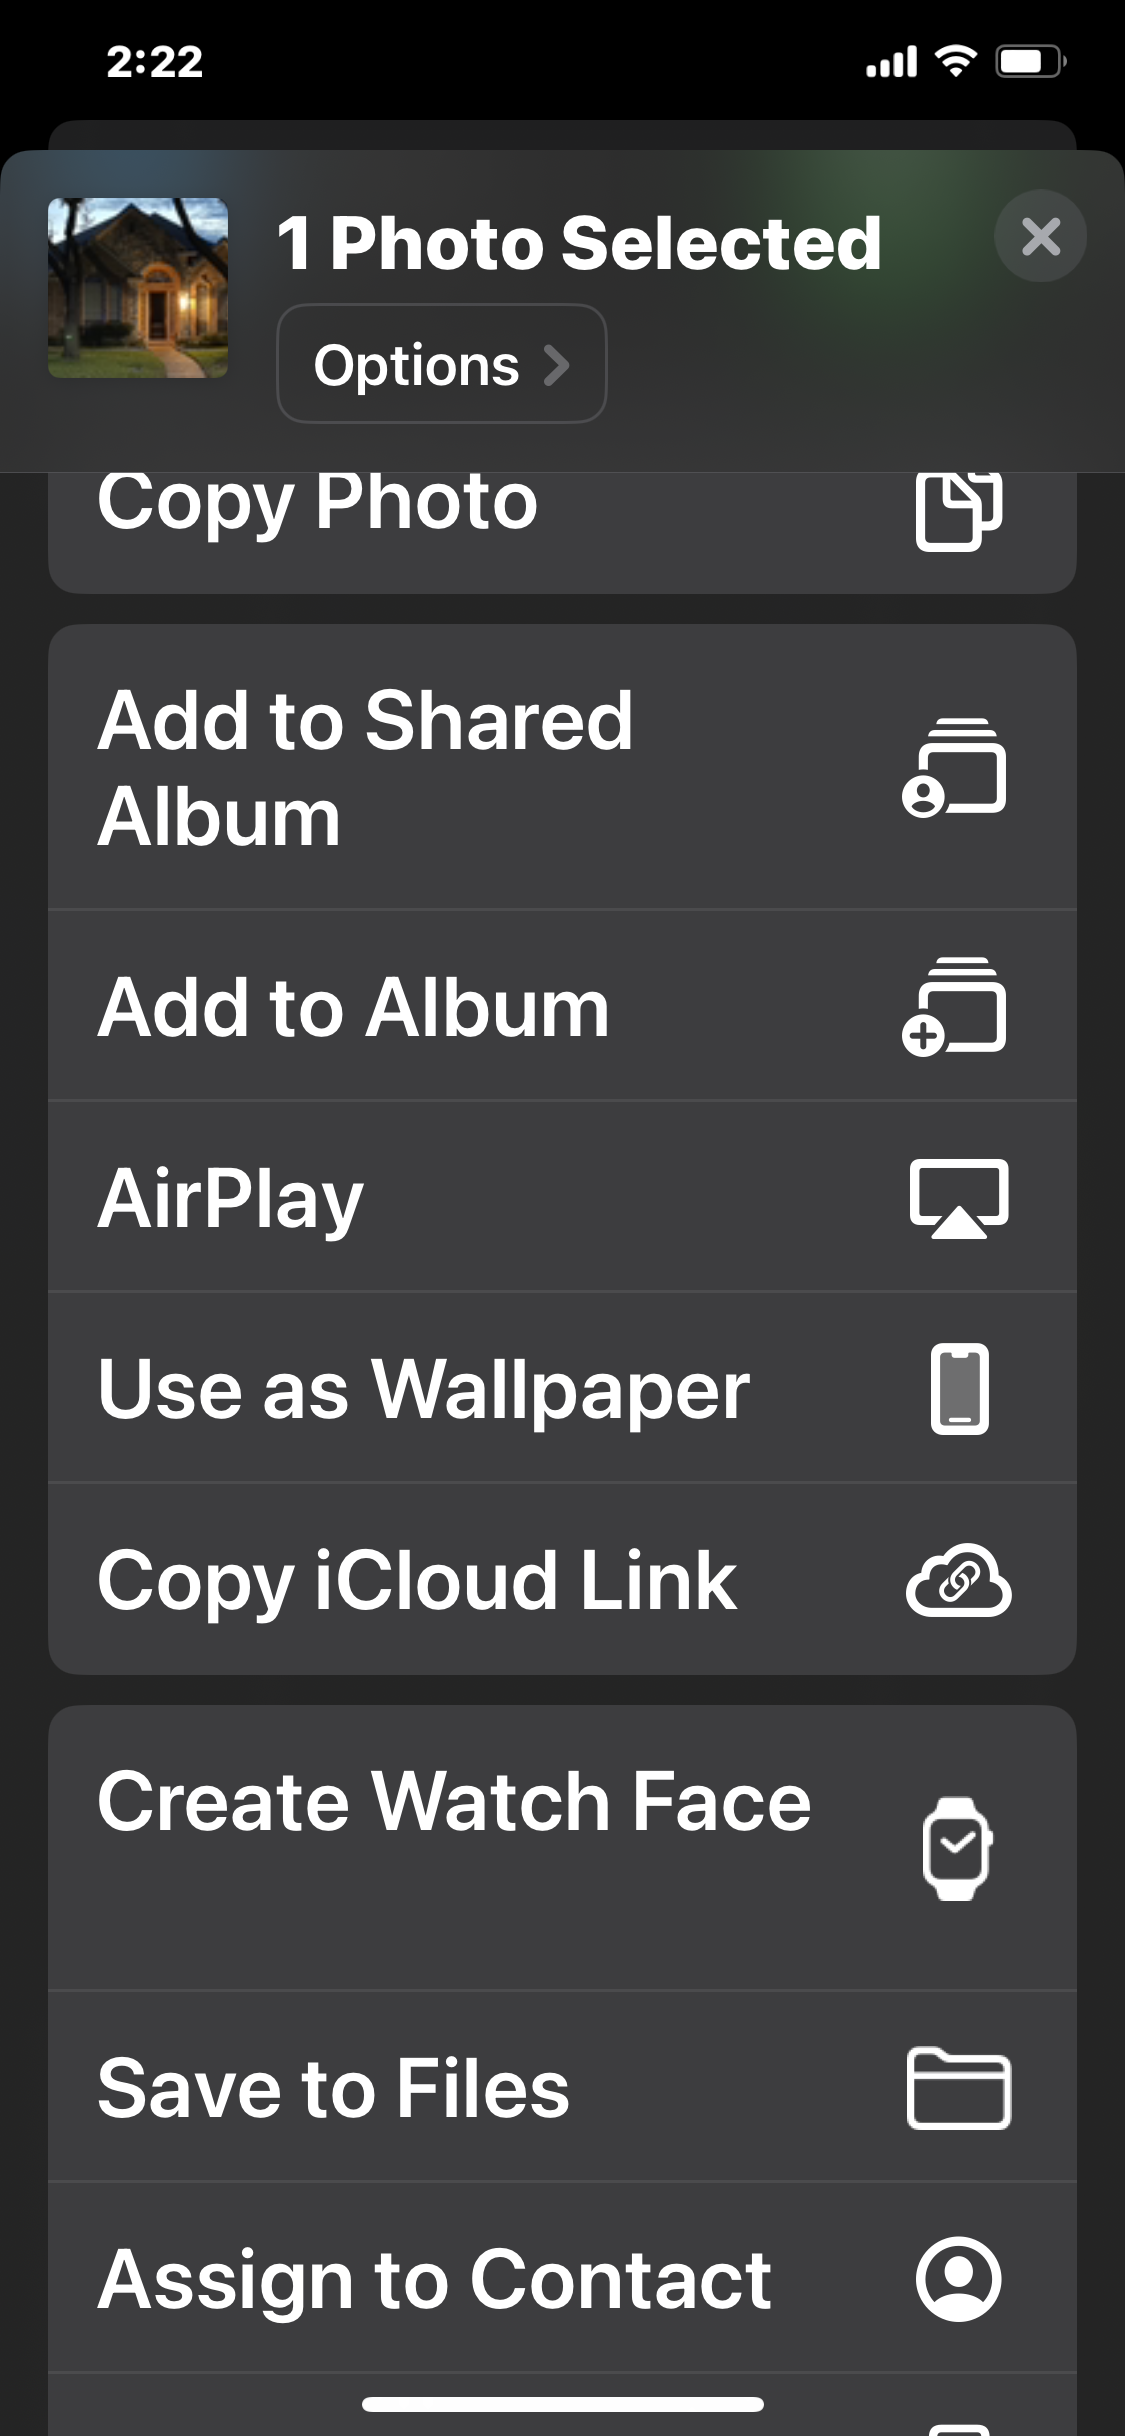 2:22
1 Photo Selected
Options
Copy Photo
Add to Shared
Album
Add to Album
AirPlay
Use as Wallpaper
Copy iCloud Link
Create Watch Face
Save to Files
Assign to Contact